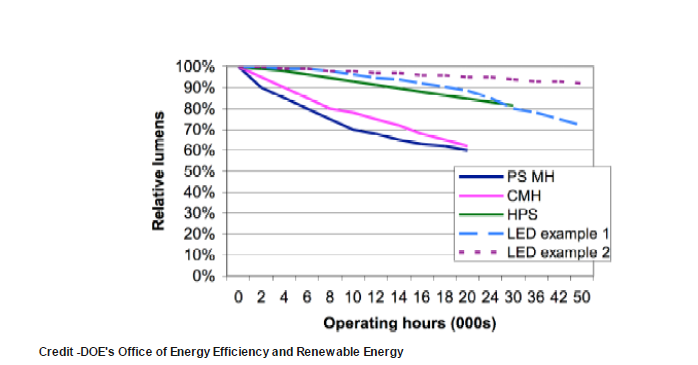 100%
90%
80%
70%
60%
50%
40%
30%
20%
10%
0%
Relative lumens
PS MH
CMH
HPS
LED example 1
LED example 2
0 2 4 6 8 10 12 14 16 18 20 24 30 36 42 50
Operating hours (000s)
Credit -DOE's Office of Energy Efficiency and Renewable Energy